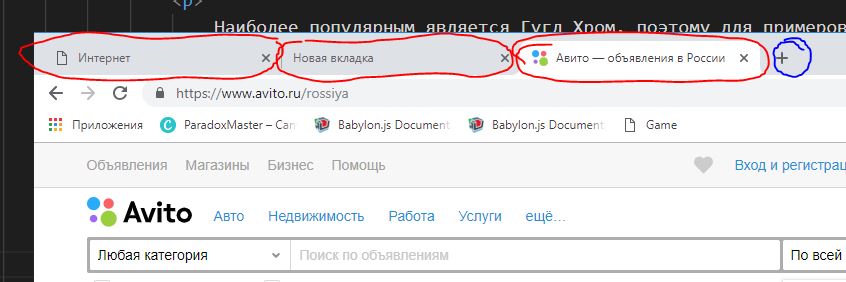 <p>
Наиболее популярным является Гугл Хром, поэтому для примеров
Интернет
Новая вкладка
Авито — объявления в России
https://www.avito.ru/rossiya
Приложения
ParadoxMaster – Can
Babylon.js Document
Babylon.js Document
Game
Объявления Магазины Бизнес Помощь
Вход и регистрац
Avito Авто Недвижимость Работа Услуги ещё...
Любая категория Поиск по объявлениям По всей